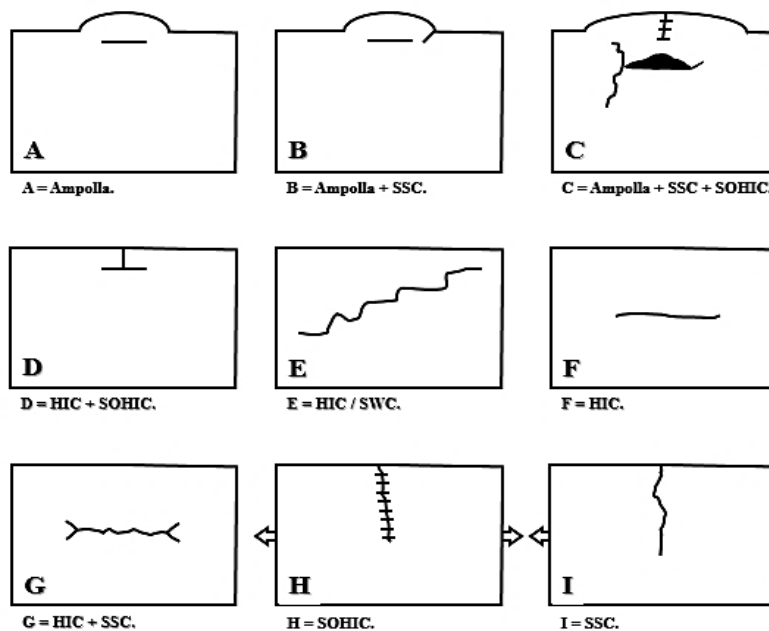 A B C
A = Ampolla. B = Ampolla + SSC. C = Ampolla + SSC + SOHIC.
D E F
D = HIC + SOHIC. E = HIC / SWC. F = HIC.
G H I
G = HIC + SSC. H = SOHIC. I = SSC.